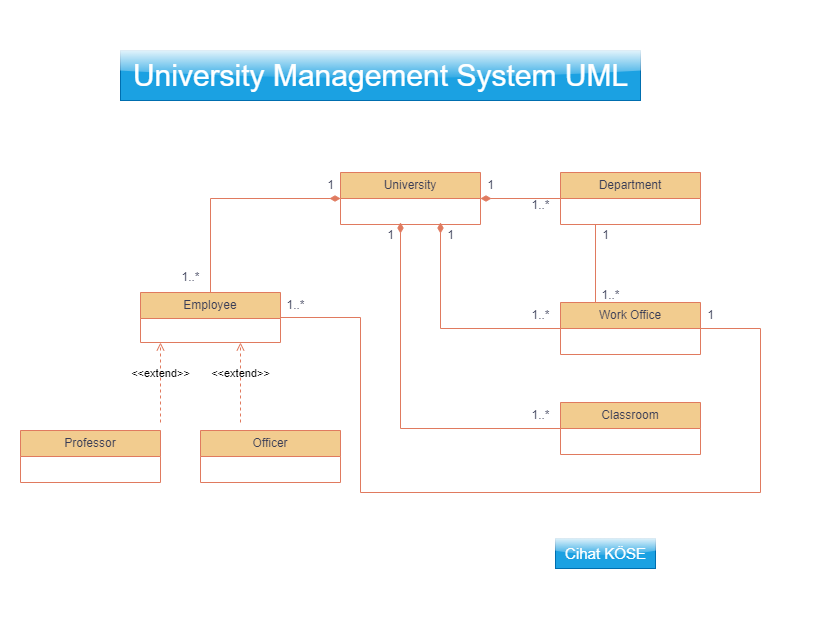 University Management System UML
1
University
1
Department
1..*
1
1
1
1..*
Employee
1..*
1..*
1..*
Work Office
1
<<extend>>
<<extend>>
1..*
Classroom
Professor
Officer
Cihat KÖSE